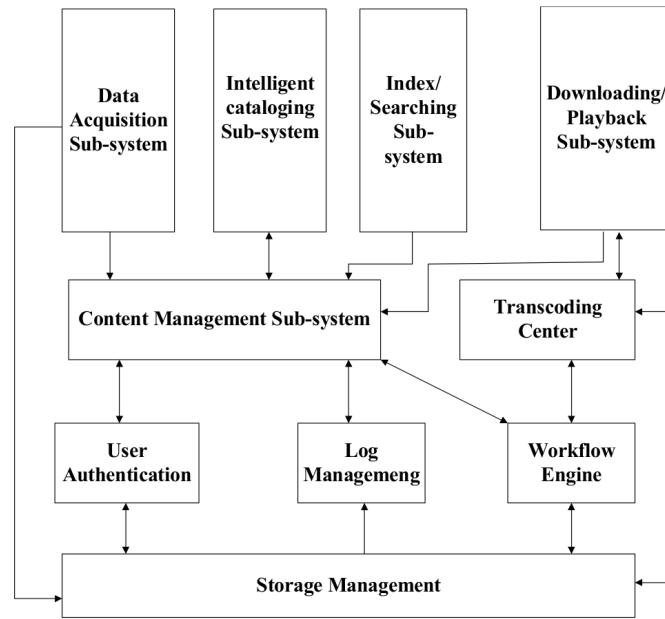 Data
Acquisition
Sub-system
Intelligent
cataloging
Sub-system
Index/
Searching
Sub-
system
Downloading/
Playback
Sub-system
Content Management Sub-system
Transcoding
Center
User
Authentication
Log
Managemeng
Workflow
Engine
Storage Management